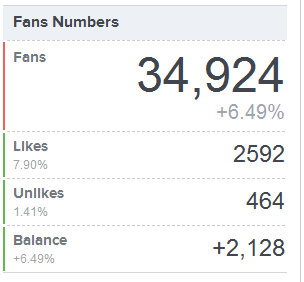 Fans Numbers
Fans
34,924
+6.49%
Likes
2592
7.90%
Unlikes
464
1.41%
Balance
+2,128
+6.49%